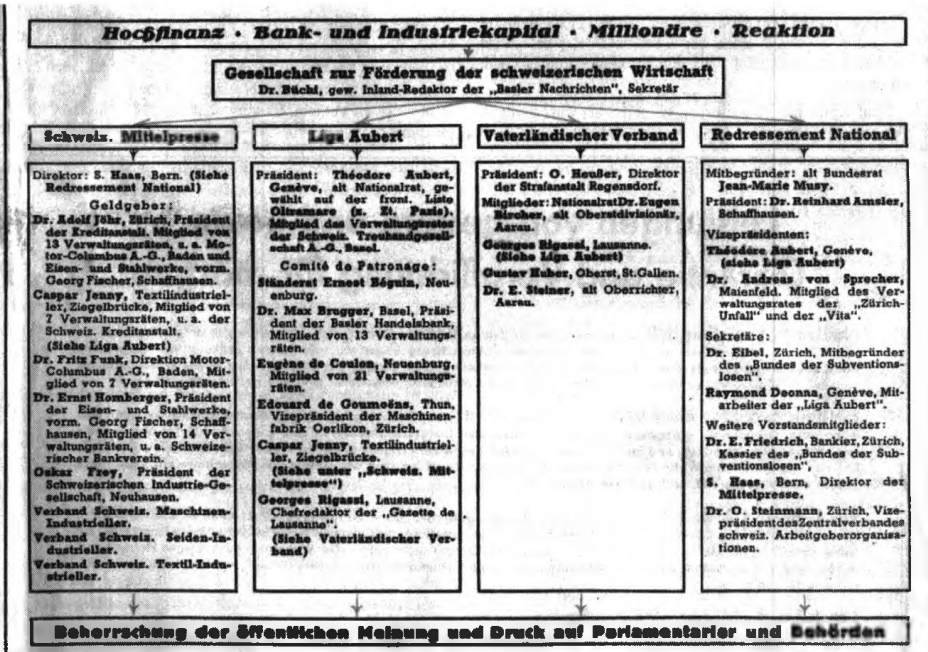 Hochfinanz · Bank- und Industriekapital · Millionäre · Reaktion
Gesellschaft zur Förderung der schweizerischen Wirtschaft
Dr. Büchi, gew. Inland-Redaktor der „Basler Nachrichten", Sekretär
Schweiz. Mittelpresse
Direktor: S. Haas, Bern. (Siehe
Redressement National)
Geldgeber:
Dr. Adolf Jöhr, Zürich, Präsident
der Kreditanstalt. Mitglied von
13 Verwaltungsräten, u. a. Mo-
tor-Columbus A.-G., Baden und
Eisen- und Stahlwerke, vorm.
Georg Fischer, Schaffhausen.
Caspar Jenny, Textilindustriel-
ler, Ziegelbrücke, Mitglied von
7 Verwaltungsräten, u. a. der
Schweiz. Kreditanstalt.
(Siehe Liga Aubert)
Dr. Fritz Funk, Direktion Motor-
Columbus A.-G., Baden, Mit-
glied von 7 Verwaltungsräten.
Dr. Ernst Homberger, Präsident
der Eisen- und Stahlwerke,
vorm. Georg Fischer, Schaff-
hausen, Mitglied von 14 Ver-
waltungsräten, u. a. Schweize-
rischer Bankverein.
Oskar Frey, Präsident der
Schweizerischen Industrie-Ge-
sellschaft, Neuhausen.
Verband Schweiz. Maschinen-
Industrieller.
Verband Schweiz. Seiden-In-
dustrieller.
Verband Schweiz. Textil-Indu-
strieller.
Liga Aubert
Präsident: Théodore Aubert,
Genève, alt Nationalrat, ge-
wählt auf der front. Liste
Oltramare (z. Zt. Paris).
Mitglied des Verwaltungsrates
der Schweiz. Treuhandgesell-
schaft A.-G., Basel.
Comité de Patronage:
Ständerat Ernest Béguin, Neu-
enburg.
Dr. Max Brugger, Basel, Präsi-
dent der Basler Handelsbank,
Mitglied von 13 Verwaltungs-
räten.
Eugène de Coulon, Neuenburg,
Mitglied von 21 Verwaltungs-
räten.
Edouard de Goumoëns, Thun,
Vizepräsident der Maschinen-
fabrik Oerlikon, Zürich.
Caspar Jenny, Textilindustriel-
ler, Ziegelbrücke.
(Siehe unter „Schweiz. Mit-
telpresse")
Georges Rigassi, Lausanne,
Chefredaktor der „Gazette de
Lausanne".
(Siehe Vaterländischer Ver-
band)
Vaterländischer Verband
Präsident: O. Heußer, Direktor
der Strafanstalt Regensdorf.
Mitglieder: Nationalrat Dr. Eugen
Bircher, alt Oberstdivisionär,
Aarau.
Georges Rigassi, Lausanne.
(Siehe Liga Aubert)
Gustav Huber, Oberst, St. Gallen.
Dr. E. Steiner, alt Oberrichter,
Aarau.
Redressement National
Mitbegründer: alt Bundesrat
Jean-Marie Musy.
Präsident: Dr. Reinhard Amsler,
Schaffhausen.
Vizepräsidenten:
Théodore Aubert, Genève,
(siehe Liga Aubert)
Dr. Andreas von Sprecher,
Maienfeld. Mitglied des Ver-
waltungsrates der „Zürich-
Unfall" und der „Vita".
Sekretäre:
Dr. Eibel, Zürich, Mitbegründer
des „Bundes der Subventions-
losen".
Raymond Deonna, Genève, Mit-
arbeiter der „Liga Aubert".
Weitere Vorstandsmitglieder:
Dr. E. Friedrich, Bankier, Zürich,
Kassier des „Bundes der Sub-
ventionslosen".
S. Haas, Bern, Direktor der
Mittelpresse.
Dr. O. Steinmann, Zürich, Vize-
präsident des Zentralverbandes
schweiz. Arbeitgeberorganisa-
tionen.
Beherrschung der öffentlichen Meinung und Druck auf Parlamentarier und Behörden